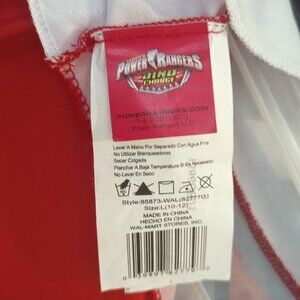 POWER RANGERS
DINO
CHARGE
POWERRANGERS.COM
Power Rangers LLC.
Lavar A Mano Por Separado Con Agua Fria
No Utilizar Blanqueadores
Secar Colgada
Planchar A Baja Temperatura Si Es Necesario
No Lavar En Seco
Style:85873-WAL(82777G)
Size:L(10-12)
MADE IN CHINA
HECHO EN CHINA
WAL-MART STORES, INC.